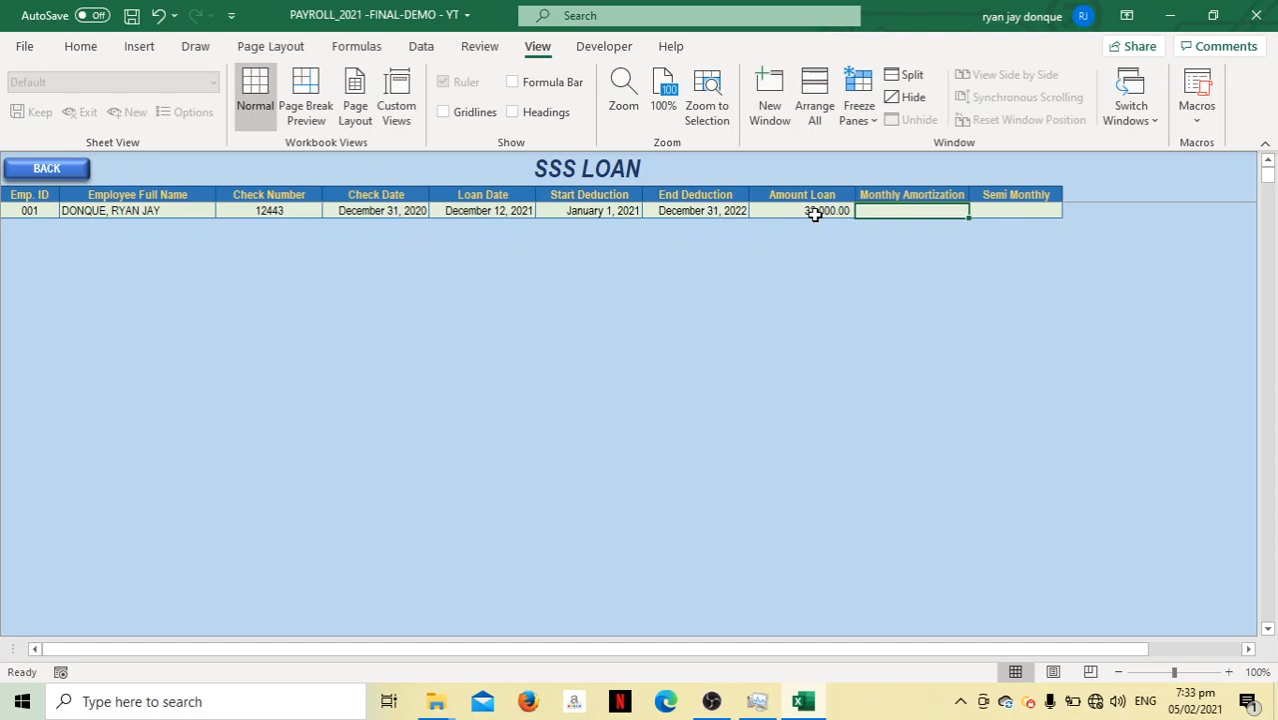 AutoSave Off PAYROLL_2021 -FINAL-DEMO - YT Search ryan jay donque RJ
File Home Insert Draw Page Layout Formulas Data Review View Developer Help Share Comments
Default
Keep Exit New Options
Sheet View
Normal Page Break Preview Page Layout Custom Views
Workbook Views
Ruler Formula Bar
Gridlines Headings
Show
Zoom 100 100% Zoom to Selection
Zoom
New Window Arrange All Freeze Panes
Split
Hide
Unhide
View Side by Side
Synchronous Scrolling
Reset Window Position
Switch Windows
Window
Macros
Macros
BACK SSS LOAN
Emp. ID Employee Full Name Check Number Check Date Loan Date Start Deduction End Deduction Amount Loan Monthly Amortization Semi Monthly
001 DONQUE, RYAN JAY 12443 December 31, 2020 December 12, 2021 January 1, 2021 December 31, 2022
Ready 100%
Type here to search a N ENG 7:33 pm
05/02/2021 1